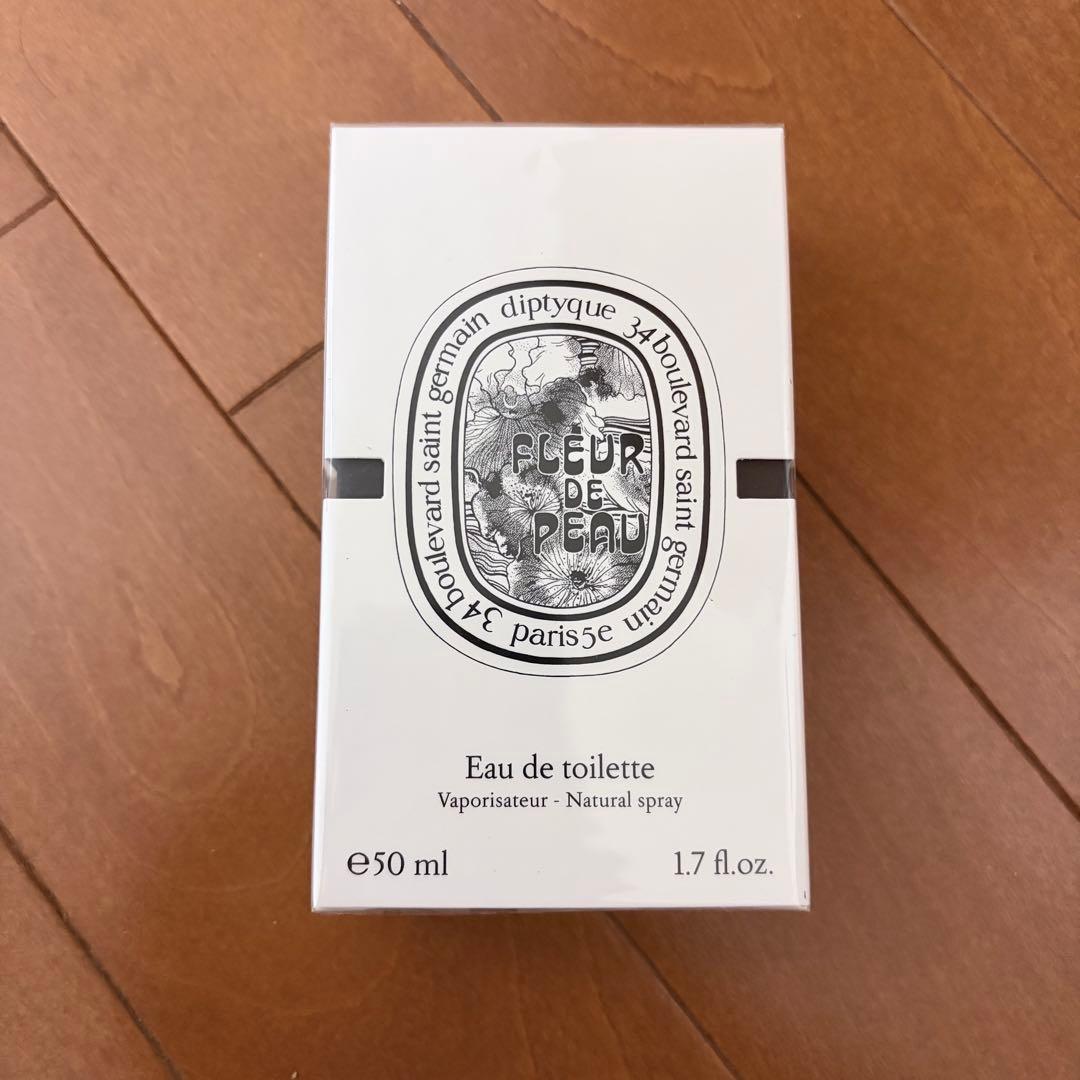 diptyque 34 boulevard saint germain paris5e 34 boulevard saint germain
FLEUR
DE
PEAU
Eau de toilette
Vaporisateur - Natural spray
℮50 ml
1.7 fl.oz.